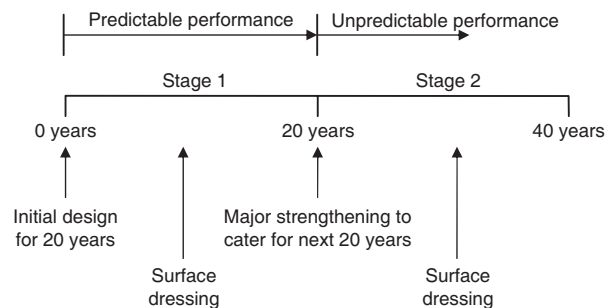 Predictable performance
Unpredictable performance
Stage 1
Stage 2
0 years
20 years
40 years
Initial design
for 20 years
Major strengthening to
cater for next 20 years
Surface
dressing
Surface
dressing